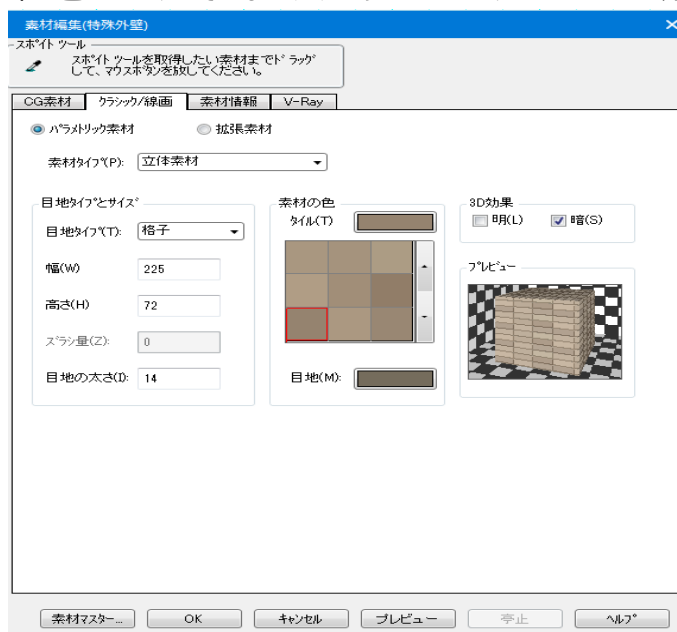 素材編集(特殊外壁)
スポイト ツール
スポイト ツールを取得したい素材までドラッグ
して、マウスボタンを放してください。
CG素材 クラシック/線画 素材情報 V-Ray
パラメトリック素材 拡張素材
素材タイプ(P): 立体素材
目地タイプとサイズ
目地タイプ(T): 格子
幅(W) 225
高さ(H) 72
ズラシ量(Z): 0
目地の太さ(I): 14
素材の色
タイル(T)
目地(M):
3D効果
明(L) 暗(S)
プレビュー
素材マスター... OK キャンセル プレビュー 停止 ヘルプ